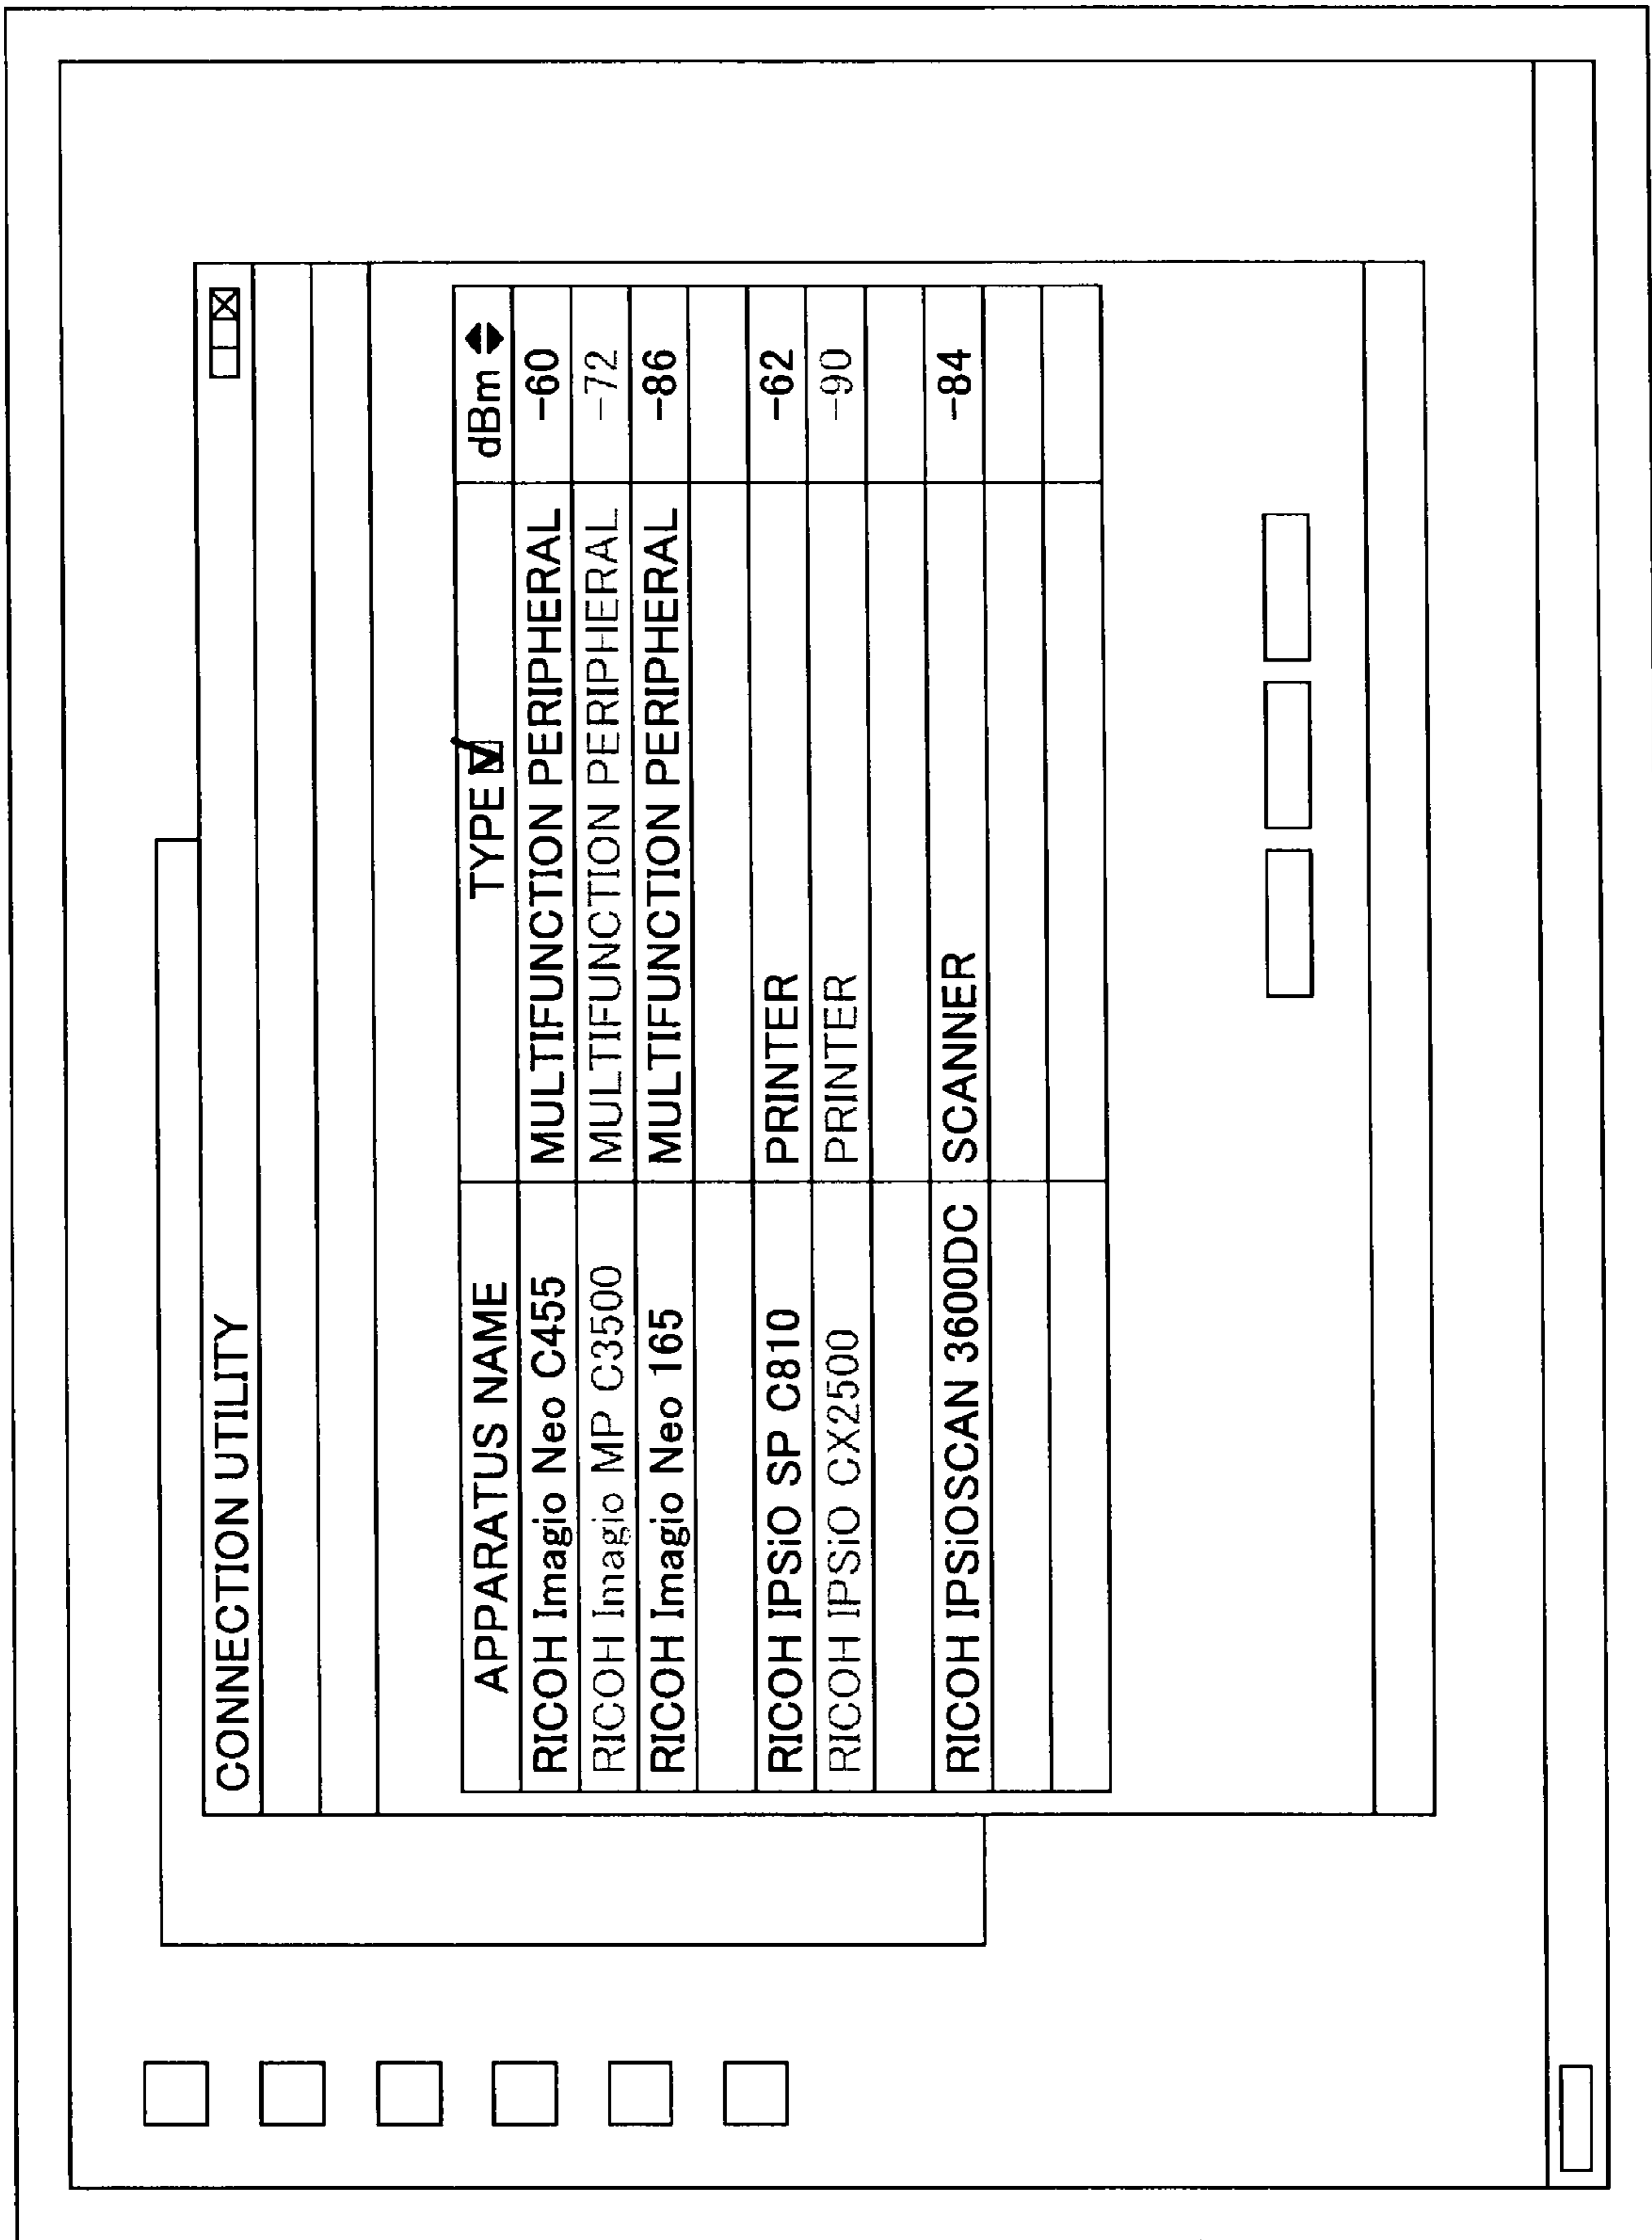 CONNECTION UTILITY
APPARATUS NAME TYPE dBm
RICOH Imagio Neo C455 MULTIFUNCTION PERIPHERAL -60
RICOH Imagio MP C3500 MULTIFUNCTION PERIPHERAL -72
RICOH Imagio Neo 165 MULTIFUNCTION PERIPHERAL -86
RICOH IPSiO SP C810 PRINTER -62
RICOH IPSiO CX2500 PRINTER -90
RICOH IPSiOSCAN 3600DC SCANNER -84